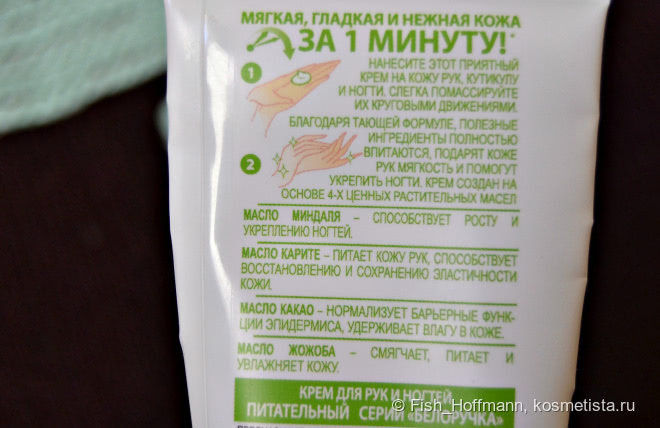 МЯГКАЯ, ГЛАДКАЯ И НЕЖНАЯ КОЖА
ЗА 1 МИНУТУ!*
1
НАНЕСИТЕ ЭТОТ ПРИЯТНЫЙ
КРЕМ НА КОЖУ РУК, КУТИКУЛУ
И НОГТИ. СЛЕГКА ПОМАССИРУЙТЕ
ИХ КРУГОВЫМИ ДВИЖЕНИЯМИ.
БЛАГОДАРЯ ТАЮЩЕЙ ФОРМУЛЕ, ПОЛЕЗНЫЕ
ИНГРЕДИЕНТЫ ПОЛНОСТЬЮ
2
ВПИТАЮТСЯ, ПОДАРЯТ КОЖЕ
РУК МЯГКОСТЬ И ПОМОГУТ
УКРЕПИТЬ НОГТИ. КРЕМ СОЗДАН НА
ОСНОВЕ 4-Х ЦЕННЫХ РАСТИТЕЛЬНЫХ МАСЕЛ
МАСЛО МИНДАЛЯ – СПОСОБСТВУЕТ РОСТУ И
УКРЕПЛЕНИЮ НОГТЕЙ.
МАСЛО КАРИТЕ – ПИТАЕТ КОЖУ РУК, СПОСОБСТВУЕТ
ВОССТАНОВЛЕНИЮ И СОХРАНЕНИЮ ЭЛАСТИЧНОСТИ
КОЖИ.
МАСЛО КАКАО – НОРМАЛИЗУЕТ БАРЬЕРНЫЕ ФУНК-
ЦИИ ЭПИДЕРМИСА, УДЕРЖИВАЕТ ВЛАГУ В КОЖЕ.
МАСЛО ЖОЖОБА – СМЯГЧАЕТ, ПИТАЕТ И
УВЛАЖНЯЕТ КОЖУ.
КРЕМ ДЛЯ РУК И НОГТЕЙ
ПИТАТЕЛЬНЫЙ СЕРИИ «БЕЛОРУЧКА»
© Fish_Hoffmann, kosmetista.ru